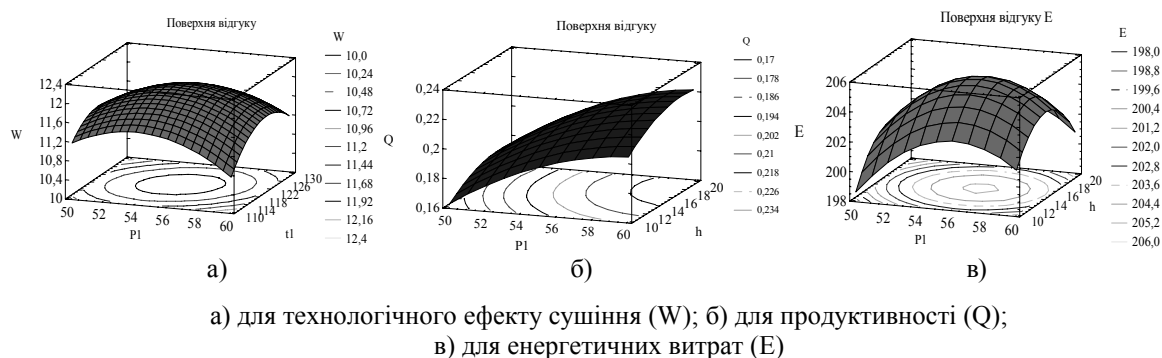 Поверхня відгуку
W
10,0
10,24
10,48
10,72
10,96
11,2
11,44
11,68
11,92
12,16
12,4
12,4
12
11,6
11,2
10,8
10,4
10
W
50 52 54 56 58 60
P1
110 114 118 122 126 130
t1
а)
Поверхня відгуку
Q
0,17
0,178
0,186
0,194
0,202
0,21
0,218
0,226
0,234
0,24
0,22
0,2
0,18
0,16
Q
50 52 54 56 58 60
P1
10 12 14 16 18 20
h
б)
Поверхня відгуку E
E
198,0
198,8
199,6
200,4
201,2
202,0
202,8
203,6
204,4
205,2
206,0
206
204
202
200
198
E
50 52 54 56 58 60
P1
10 12 14 16 18 20
h
в)
а) для технологічного ефекту сушіння (W); б) для продуктивності (Q);
в) для енергетичних витрат (E)